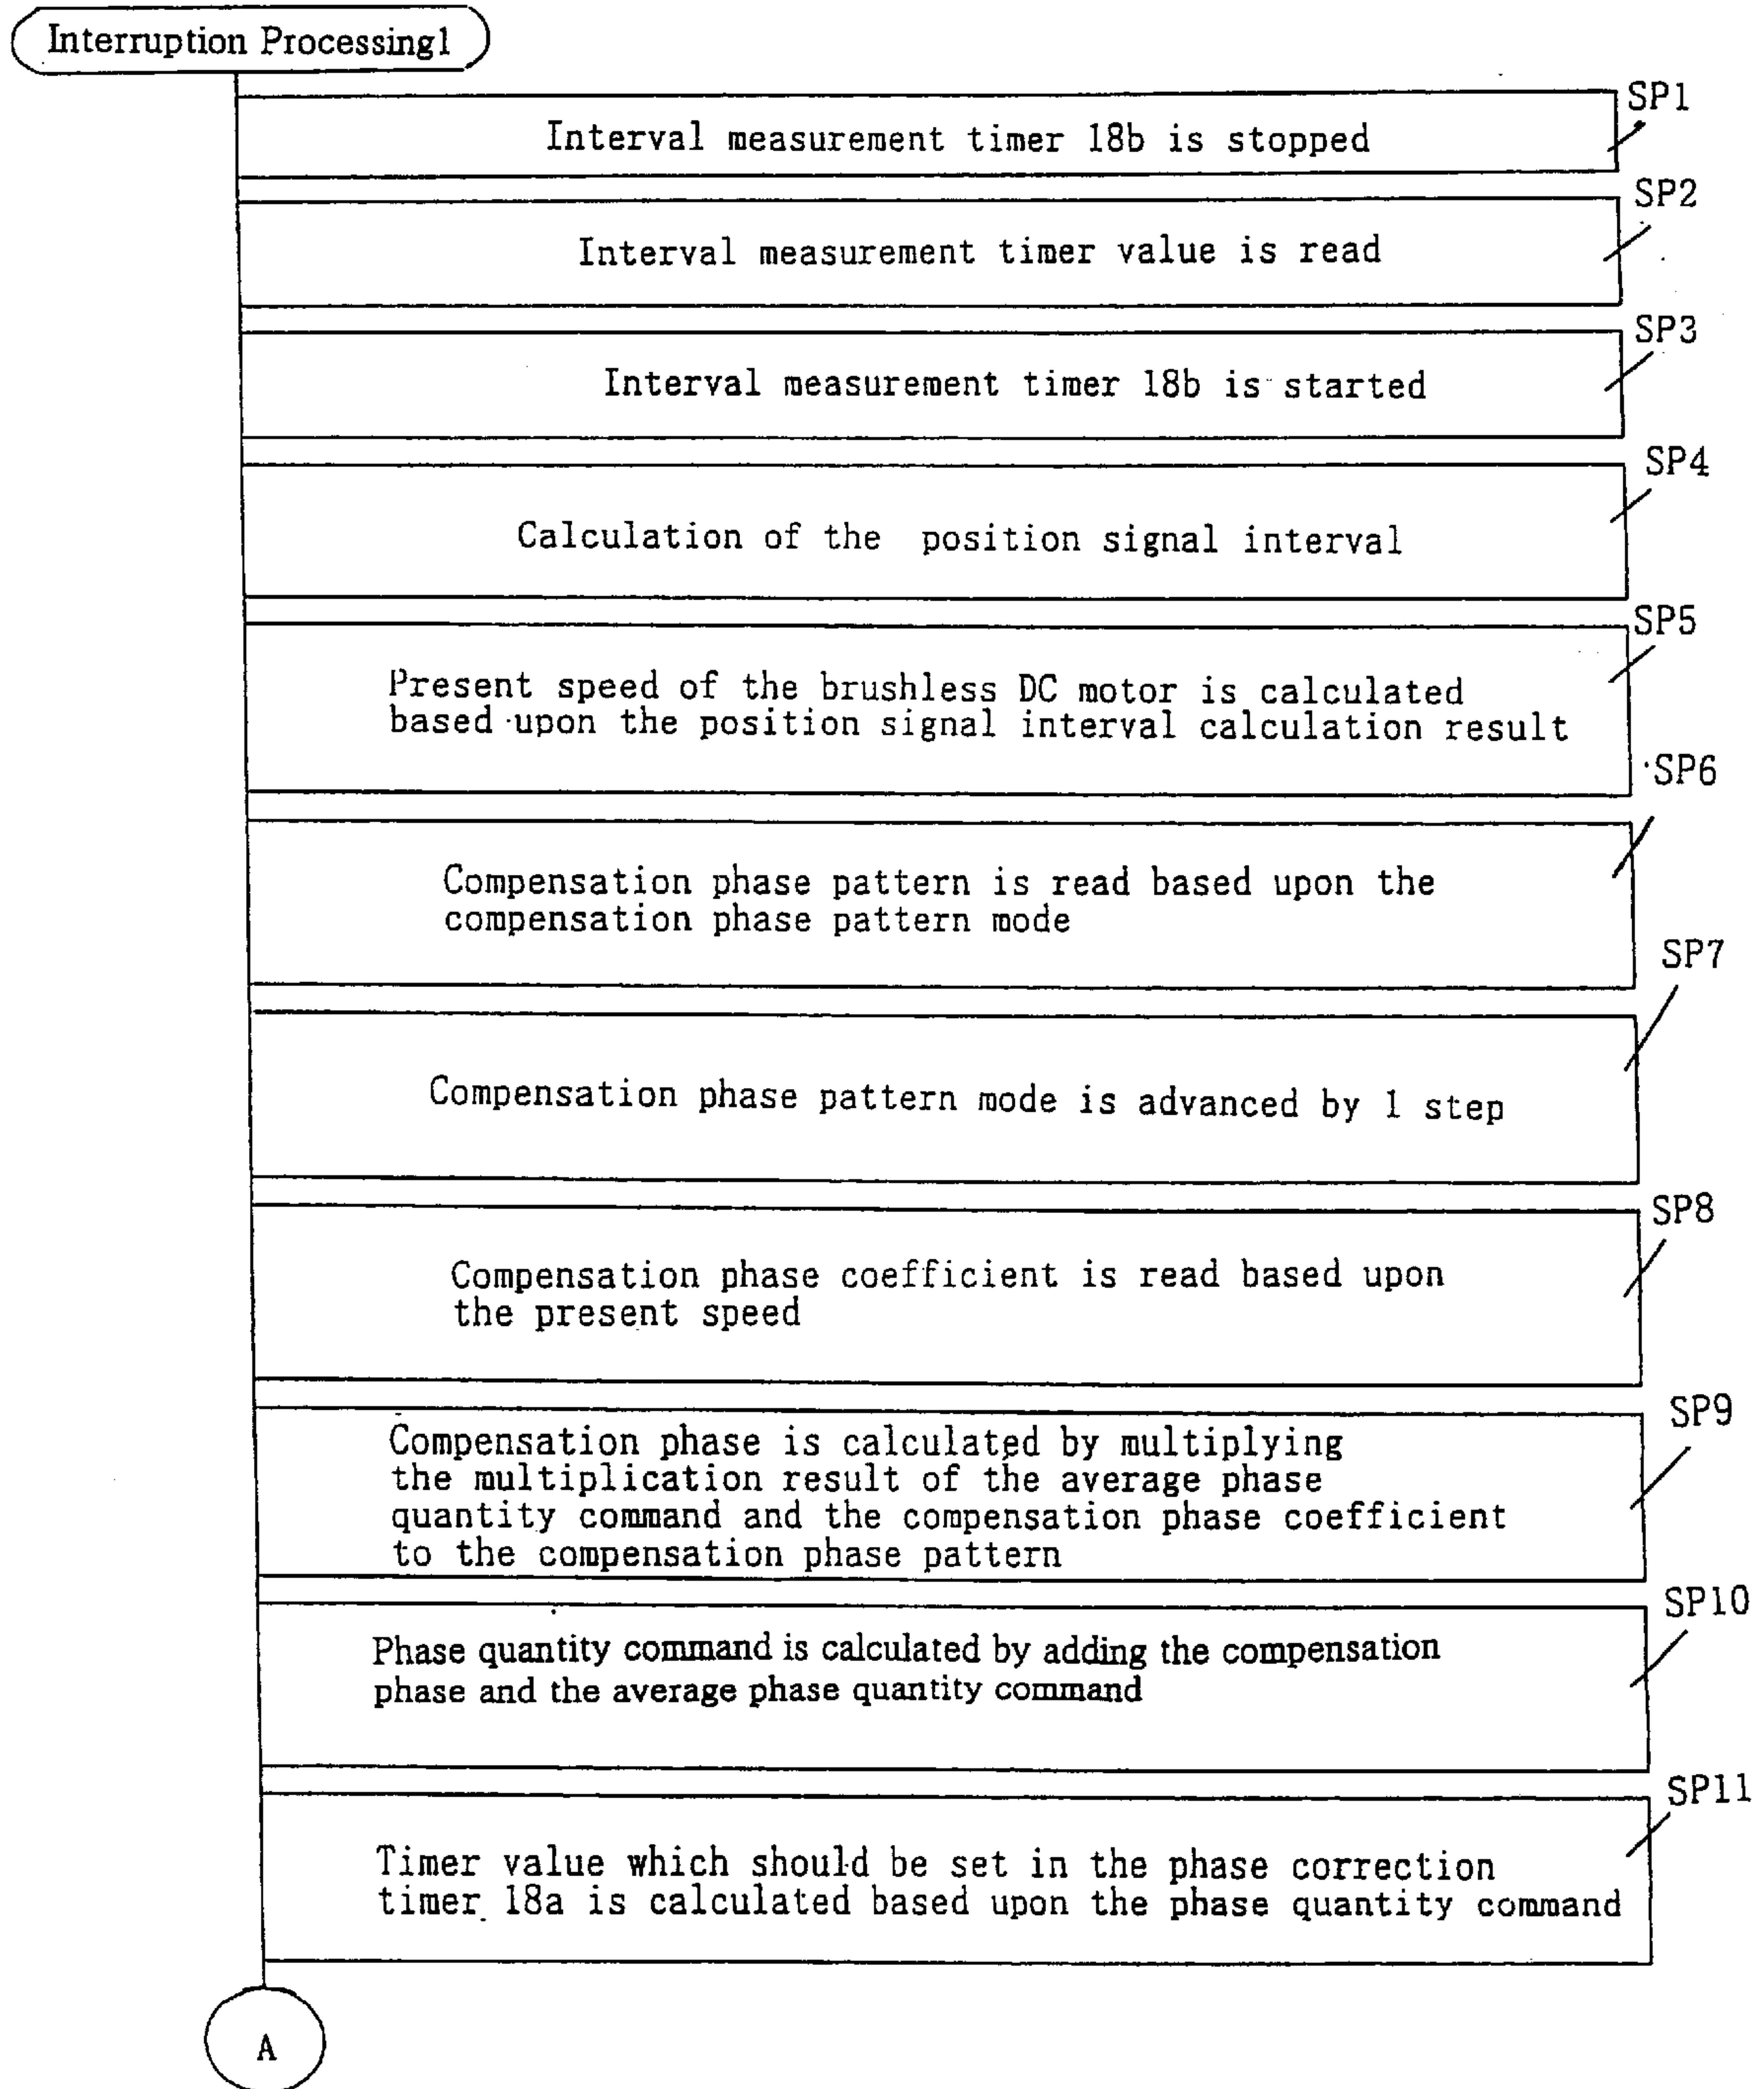 Interruption Processing1
SP1
Interval measurement timer 18b is stopped
SP2
Interval measurement timer value is read
SP3
Interval measurement timer 18b is started
SP4
Calculation of the position signal interval
SP5
Present speed of the brushless DC motor is calculated
based upon the position signal interval calculation result
SP6
Compensation phase pattern is read based upon the
compensation phase pattern mode
SP7
Compensation phase pattern mode is advanced by 1 step
SP8
Compensation phase coefficient is read based upon
the present speed
SP9
Compensation phase is calculated by multiplying
the multiplication result of the average phase
quantity command and the compensation phase coefficient
to the compensation phase pattern
SP10
Phase quantity command is calculated by adding the compensation
phase and the average phase quantity command
SP11
Timer value which should be set in the phase correction
timer 18a is calculated based upon the phase quantity command
A